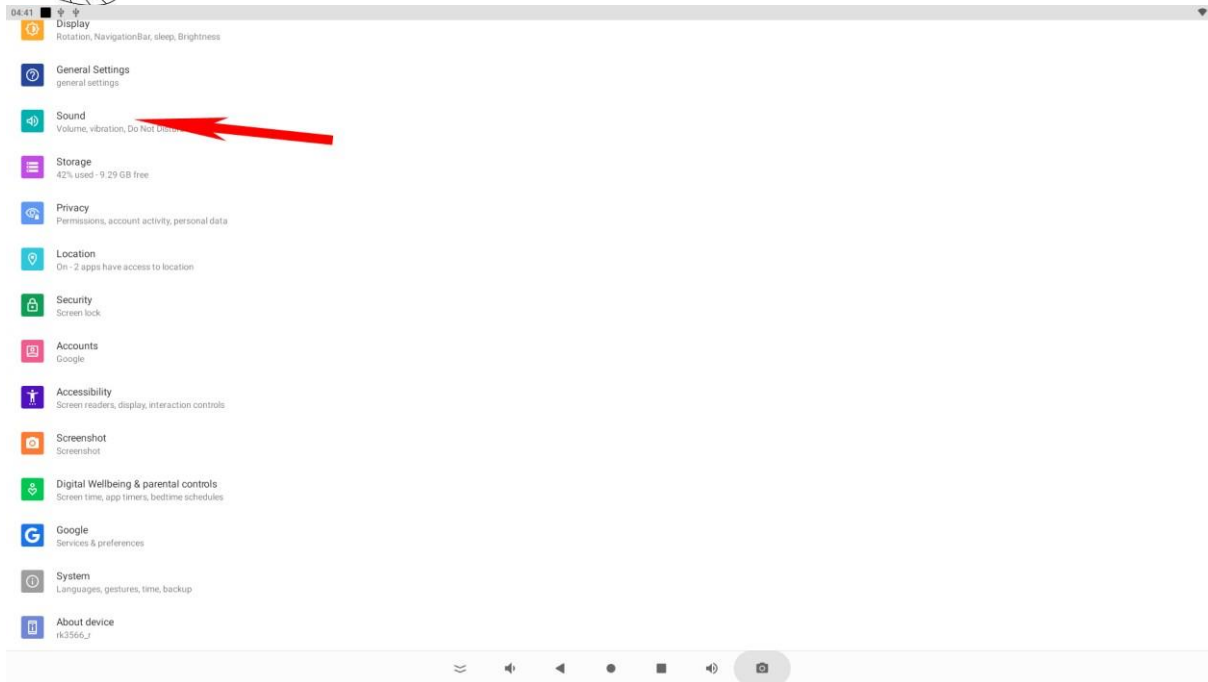 04:41
Display
Rotation, NavigationBar, sleep, Brightness
General Settings
general settings
Sound
Volume, vibration, Do Not
Storage
42% used - 9.29 GB free
Privacy
Permissions, account activity, personal data
Location
On - 2 apps have access to location
Security
Screen lock
Accounts
Google
Accessibility
Screen readers, display, interaction controls
Screenshot
Screenshot
Digital Wellbeing & parental controls
Screen time, app timers, bedtime schedules
Google
Services & preferences
System
Languages, gestures, time, backup
About device
rk3566_r